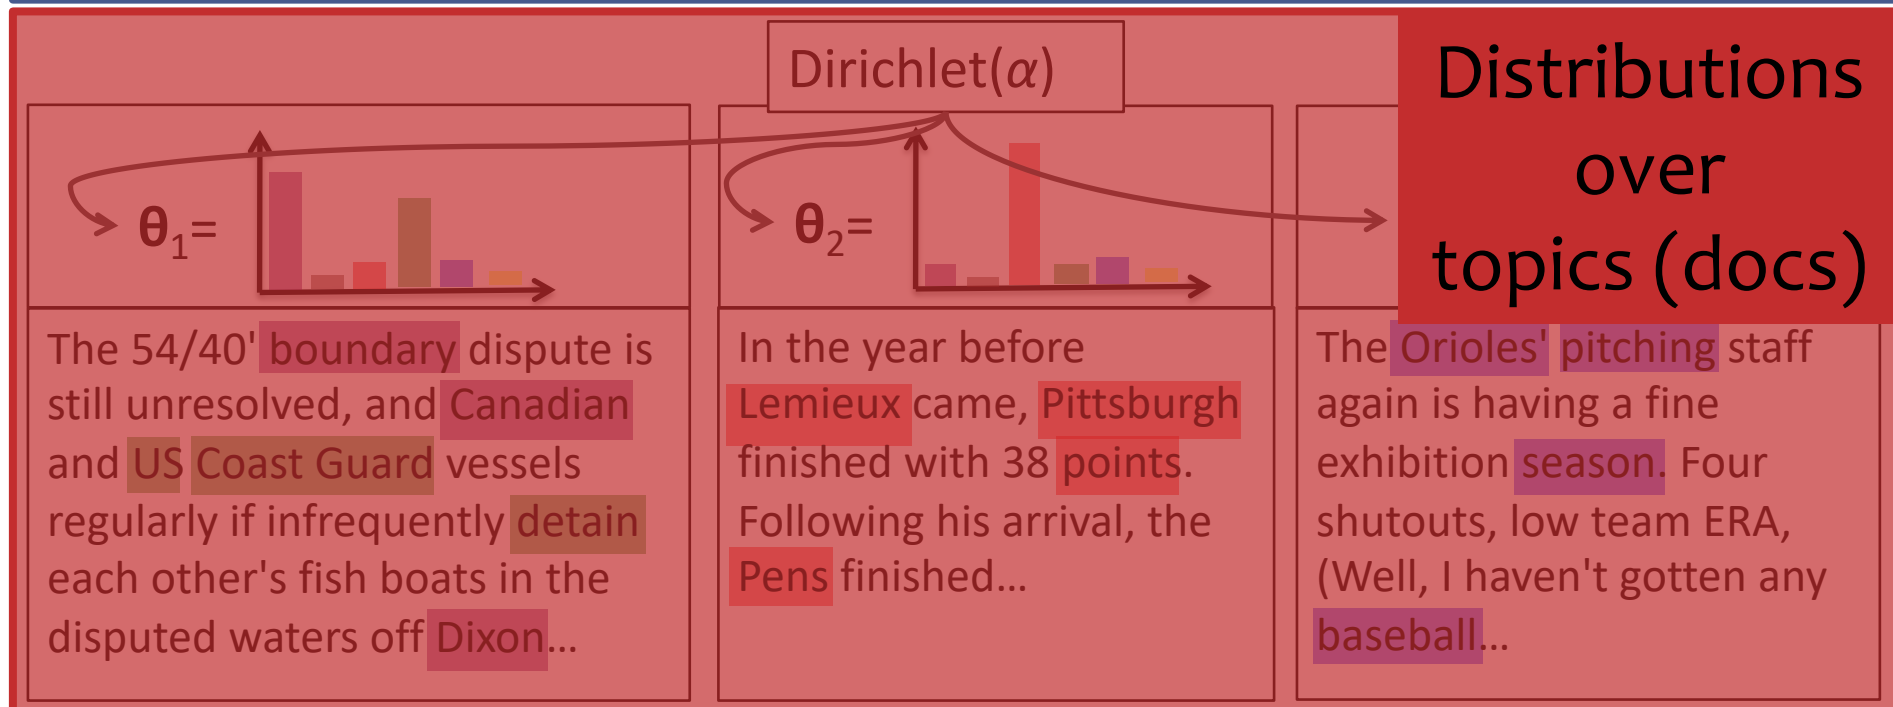 Dirichlet(α)
Distributions
over
topics (docs)
θ1=
θ2=
The 54/40' boundary dispute is
still unresolved, and Canadian
and US Coast Guard vessels
regularly if infrequently detain
each other's fish boats in the
disputed waters off Dixon…
In the year before
Lemieux came, Pittsburgh
finished with 38 points.
Following his arrival, the
Pens finished…
The Orioles' pitching staff
again is having a fine
exhibition season. Four
shutouts, low team ERA,
(Well, I haven't gotten any
baseball…